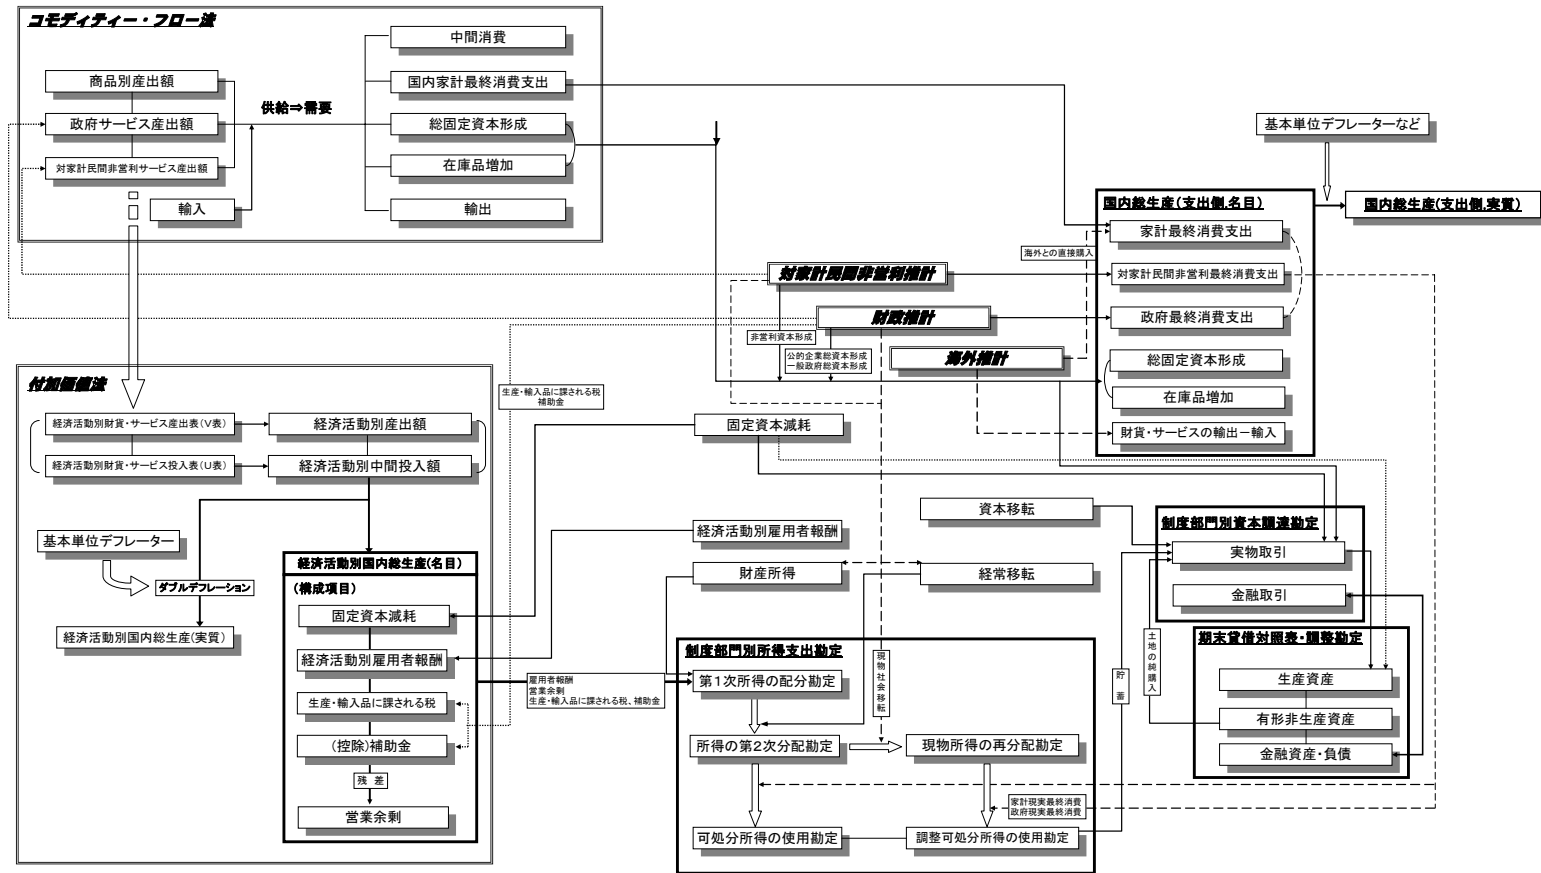 コモディティー・フロー法
商品別産出額
政府サービス産出額
対家計民間非営利サービス産出額
輸入
供給⇒需要
中間消費
国内家計最終消費支出
総固定資本形成
在庫品増加
輸出
基本単位デフレーターなど
国内総生産(支出側,名目)
国内総生産(支出側,実質)
家計最終消費支出
海外との直接購入
対家計民間非営利最終消費支出
政府最終消費支出
総固定資本形成
在庫品増加
財貨・サービスの輸出－輸入
対家計民間非営利推計
財政推計
海外推計
非営利資本形成
公的企業総資本形成
一般政府総資本形成
付加価値法
生産・輸入品に課される税
補助金
経済活動別財貨・サービス産出表(V表)
経済活動別産出額
経済活動別財貨・サービス投入表(U表)
経済活動別中間投入額
固定資本減耗
基本単位デフレーター
ダブルデフレーション
経済活動別国内総生産(実質)
経済活動別国内総生産(名目)
(構成項目)
固定資本減耗
経済活動別雇用者報酬
生産・輸入品に課される税
(控除)補助金
残 差
営業余剰
経済活動別雇用者報酬
財産所得
資本移転
経常移転
雇用者報酬
営業余剰
生産・輸入品に課される税、補助金
制度部門別所得支出勘定
第1次所得の配分勘定
現物社会移転
所得の第2次分配勘定
現物所得の再分配勘定
家計現実最終消費
政府現実最終消費
可処分所得の使用勘定
調整可処分所得の使用勘定
貯 蓄
土地の純購入
制度部門別資本調達勘定
実物取引
金融取引
期末貸借対照表・調整勘定
生産資産
有形非生産資産
金融資産・負債